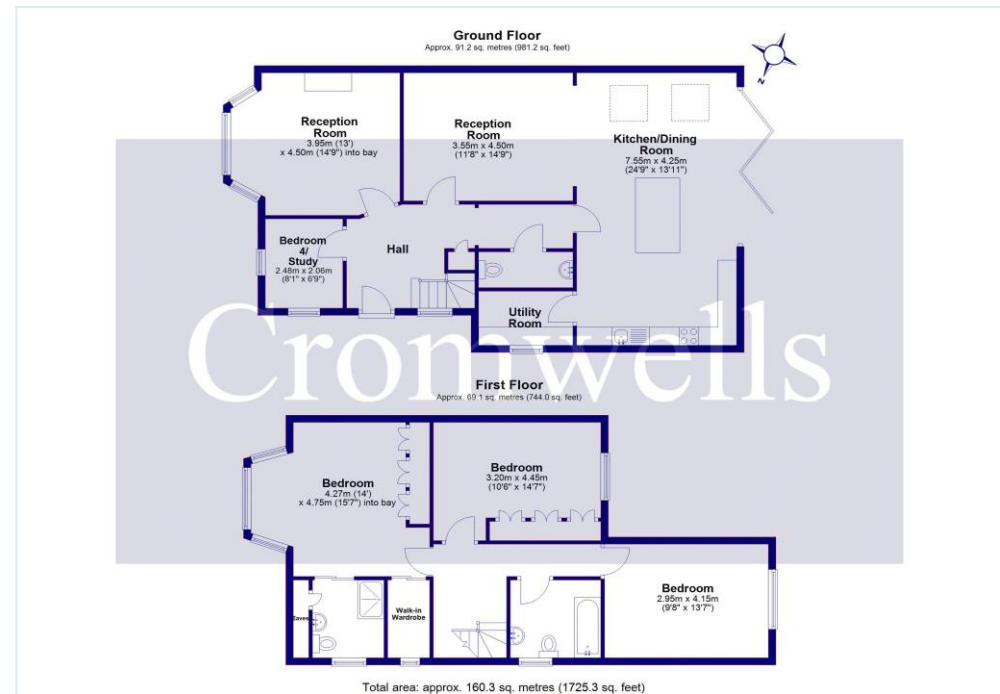 Ground Floor
Approx. 91.2 sq. metres (981.2 sq. feet)
N
Reception
Room
3.95m (13')
x 4.50m (14'9") into bay
Reception
Room
3.55m x 4.50m
(11'8" x 14'9")
Kitchen/Dining
Room
7.55m x 4.25m
(24'9" x 13'11")
Bedroom
4/
Study
2.48m x 2.06m
(8'1" x 6'9")
Hall
Utility
Room
Cromwells
First Floor
Approx. 69.1 sq. metres (744.0 sq. feet)
Bedroom
4.27m (14')
x 4.75m (15'7") into bay
Bedroom
3.20m x 4.45m
(10'6" x 14'7")
Bedroom
2.95m x 4.15m
(9'8" x 13'7")
Eaves
Walk-in
Wardrobe
Total area: approx. 160.3 sq. metres (1725.3 sq. feet)